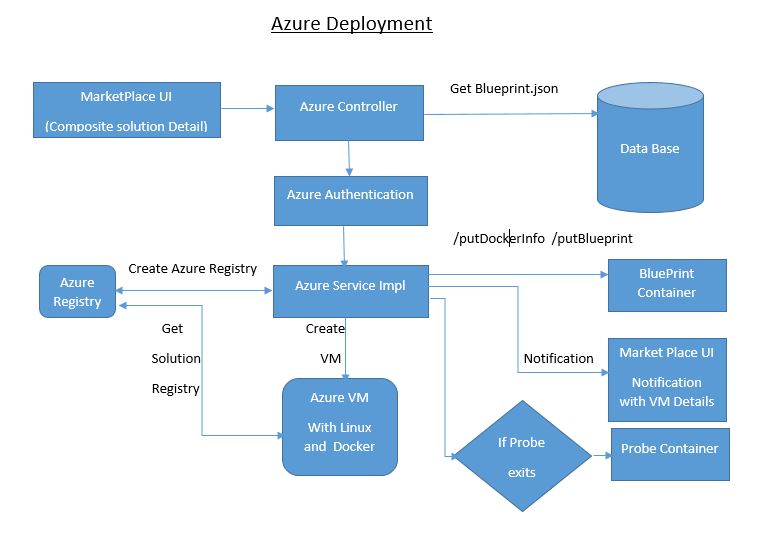 Azure Deployment
MarketPlace UI
(Composite solution Detail)
Azure Controller
Get Blueprint.json
Data Base
Azure Authentication
/putDockerInfo /putBlueprint
Azure
Registry
Create Azure Registry
Azure Service Impl
BluePrint
Container
Get
Solution
Registry
Create
VM
Notification
Market Place UI
Notification
with VM Details
Azure VM
With Linux
and Docker
If Probe
exits
Probe Container